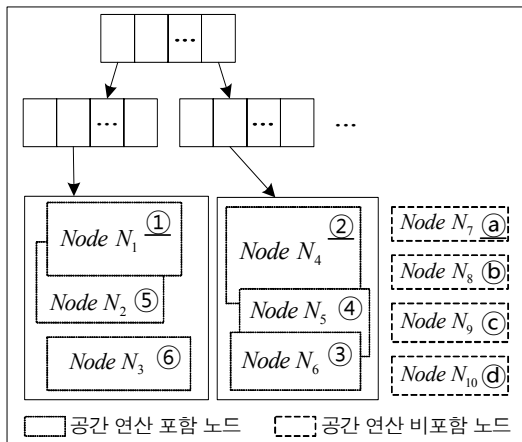 ...
... ... ...
Node N1 ①
Node N2 ⑤
Node N3 ⑥
Node N4 ②
Node N5 ④
Node N6 ③
Node N7 ⓐ
Node N8 ⓑ
Node N9 ⓒ
Node N10 ⓓ
공간 연산 포함 노드 공간 연산 비포함 노드